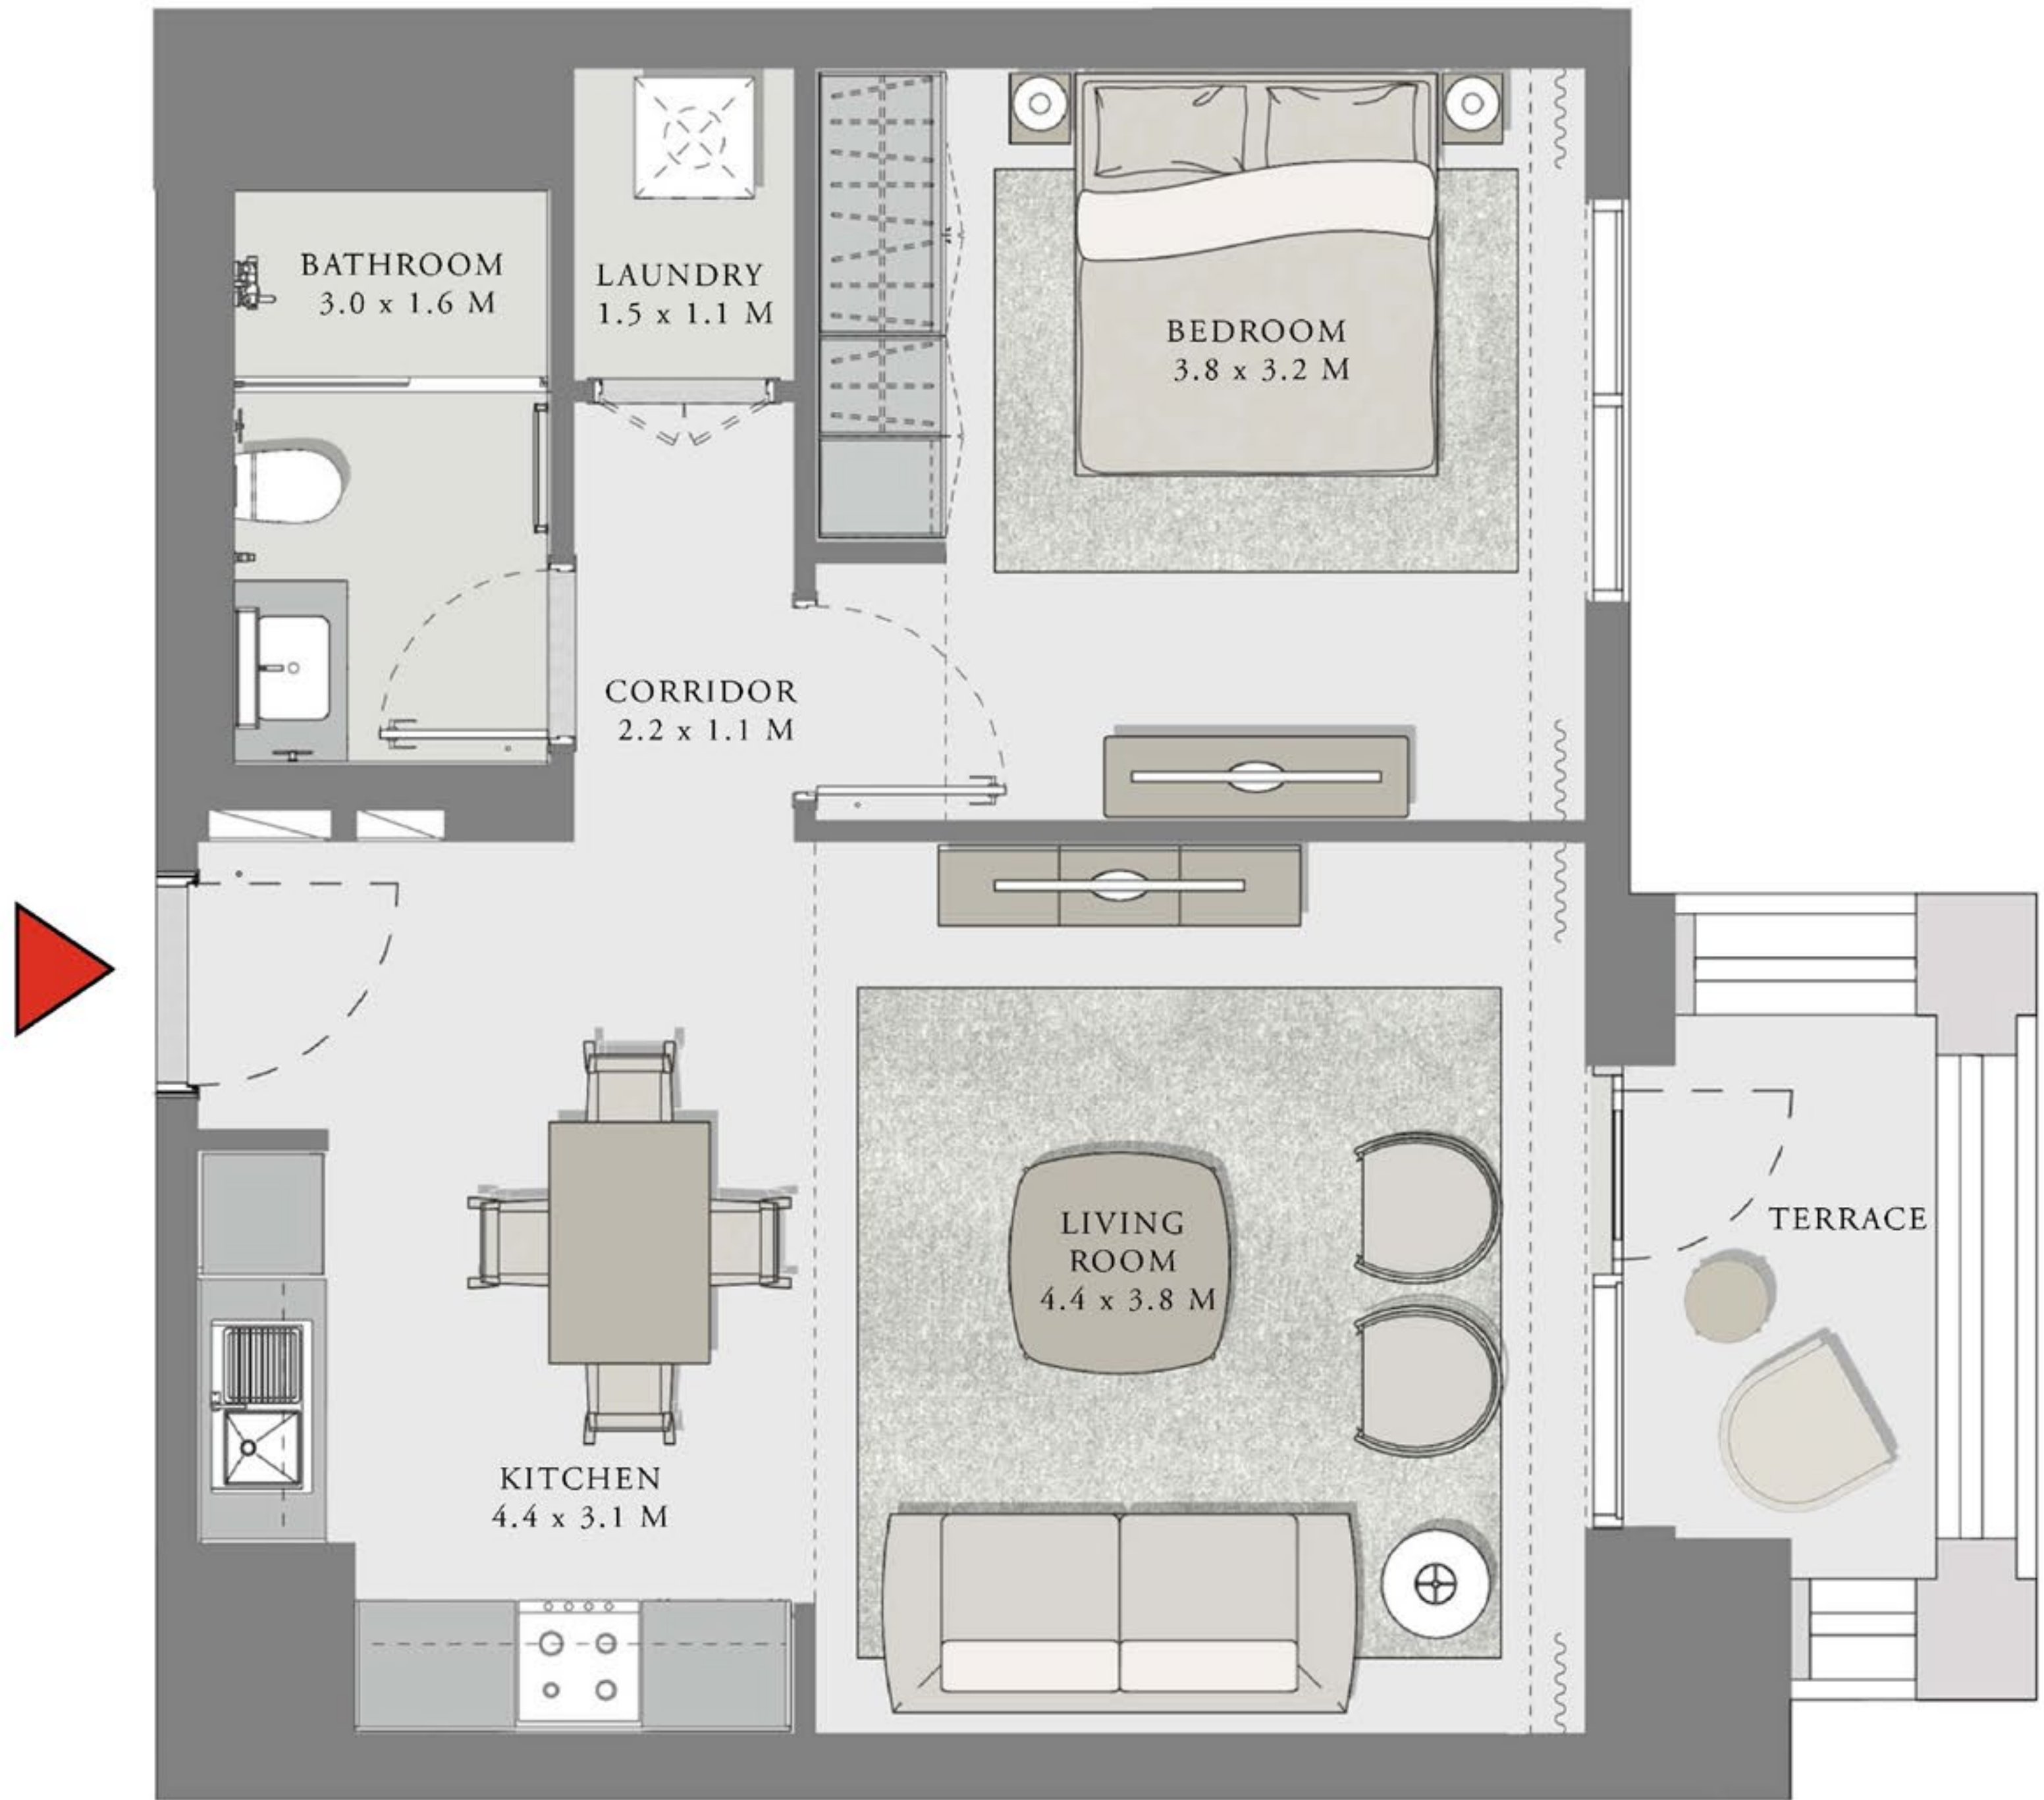 BATHROOM
3.0 x 1.6 M
LAUNDRY
1.5 x 1.1 M
BEDROOM
3.8 x 3.2 M
CORRIDOR
2.2 x 1.1 M
LIVING
ROOM
4.4 x 3.8 M
TERRACE
KITCHEN
4.4 x 3.1 M